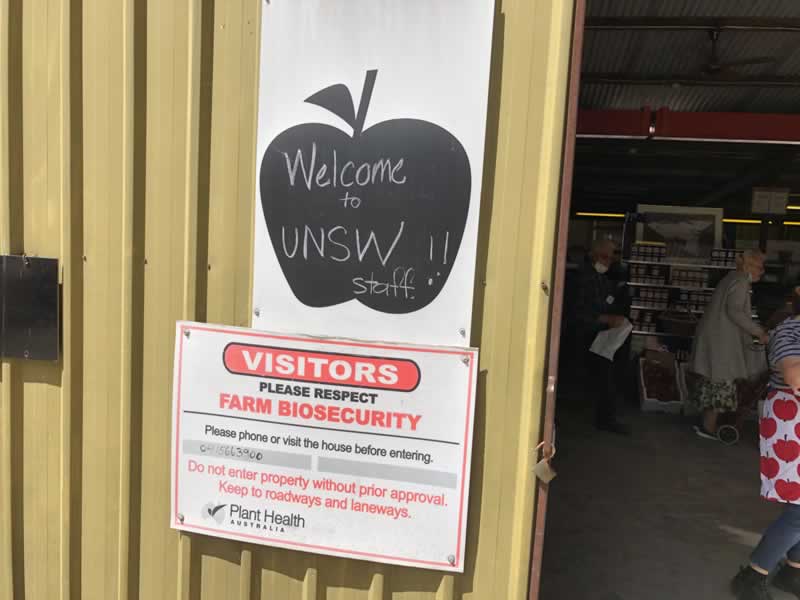 Welcome
to
UNSW !!
staff.
VISITORS
PLEASE RESPECT
FARM BIOSECURITY
Please phone or visit the house before entering.
0415663900
Do not enter property without prior approval.
Keep to roadways and laneways.
Plant Health
AUSTRALIA